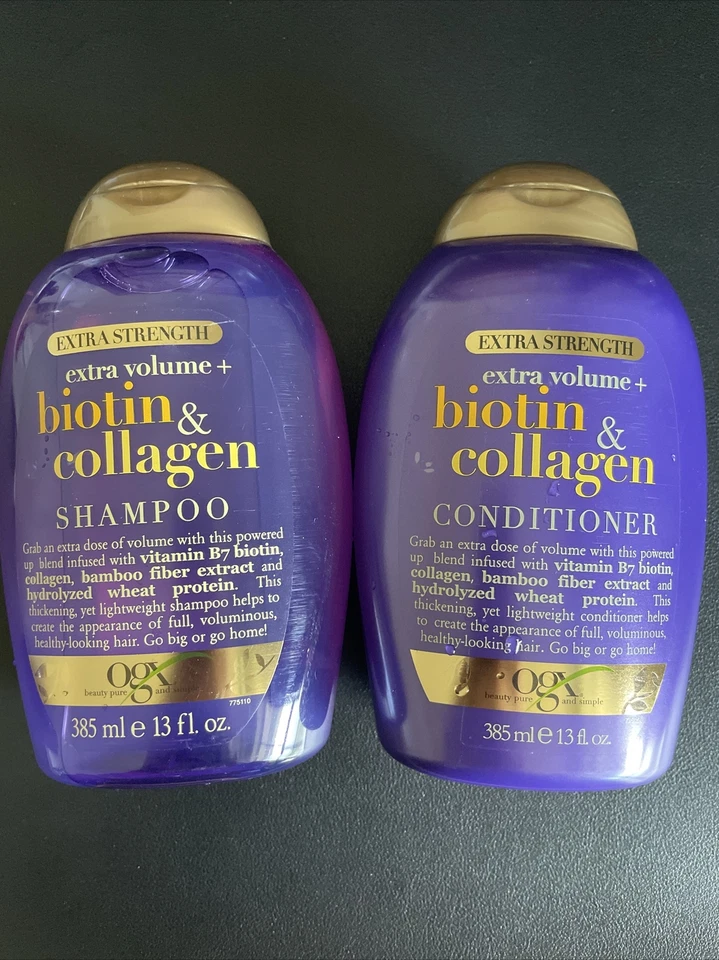 EXTRA STRENGTH
extra volume +
biotin &
collagen
SHAMPOO
Grab an extra dose of volume with this powered
up blend infused with vitamin B7 biotin,
collagen, bamboo fiber extract and
hydrolyzed wheat protein. This
thickening, yet lightweight shampoo helps to
create the appearance of full, voluminous,
healthy-looking hair. Go big or go home!
ogx
beauty pure and simple
775110
385 ml e 13 fl. oz.
EXTRA STRENGTH
extra volume +
biotin &
collagen
CONDITIONER
Grab an extra dose of volume with this powered
up blend infused with vitamin B7 biotin,
collagen, bamboo fiber extract and
hydrolyzed wheat protein. This
thickening, yet lightweight conditioner helps
to create the appearance of full, voluminous,
healthy-looking hair. Go big or go home!
ogx
beauty pure and simple
385 ml e 13 fl. oz.